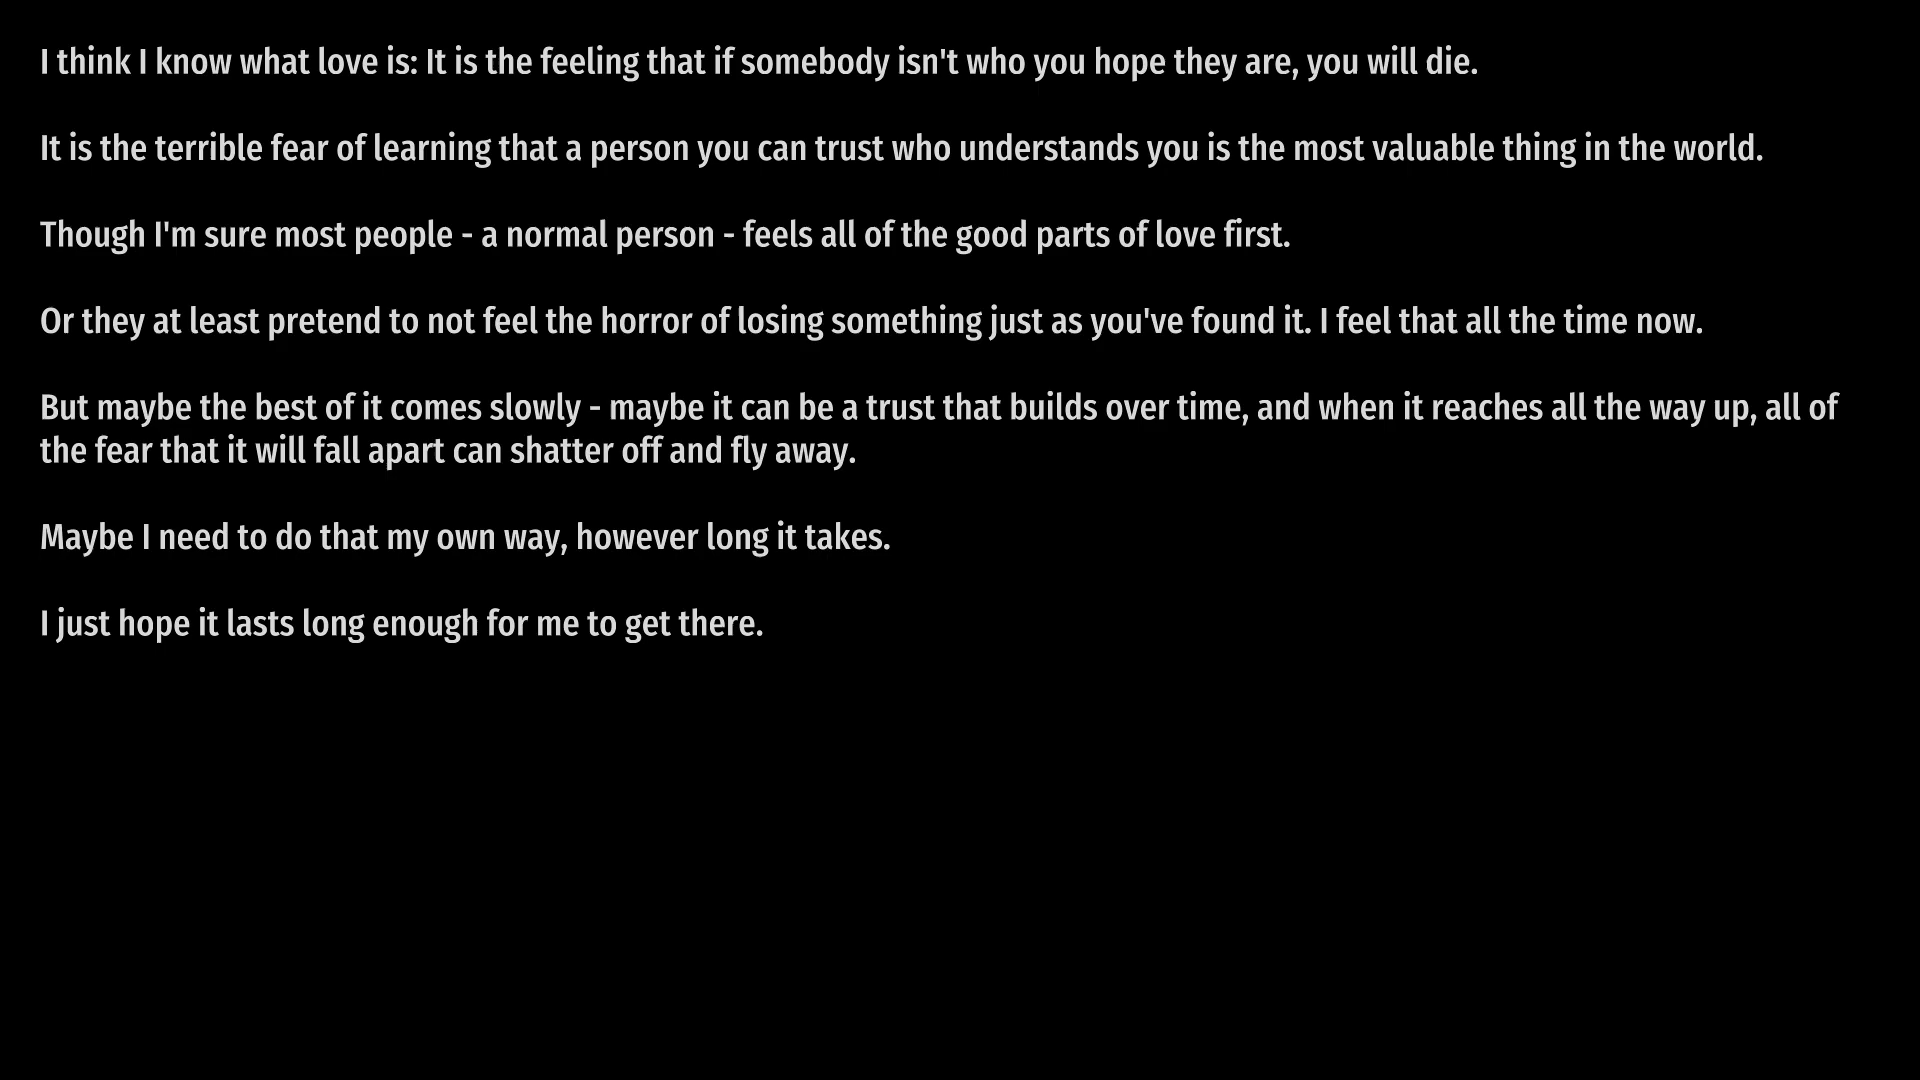 I think I know what love is: It is the feeling that if somebody isn't who you hope they are, you will die.
It is the terrible fear of learning that a person you can trust who understands you is the most valuable thing in the world.
Though I'm sure most people - a normal person - feels all of the good parts of love first.
Or they at least pretend to not feel the horror of losing something just as you've found it. I feel that all the time now.
But maybe the best of it comes slowly - maybe it can be a trust that builds over time, and when it reaches all the way up, all of
the fear that it will fall apart can shatter off and fly away.
Maybe I need to do that my own way, however long it takes.
I just hope it lasts long enough for me to get there.